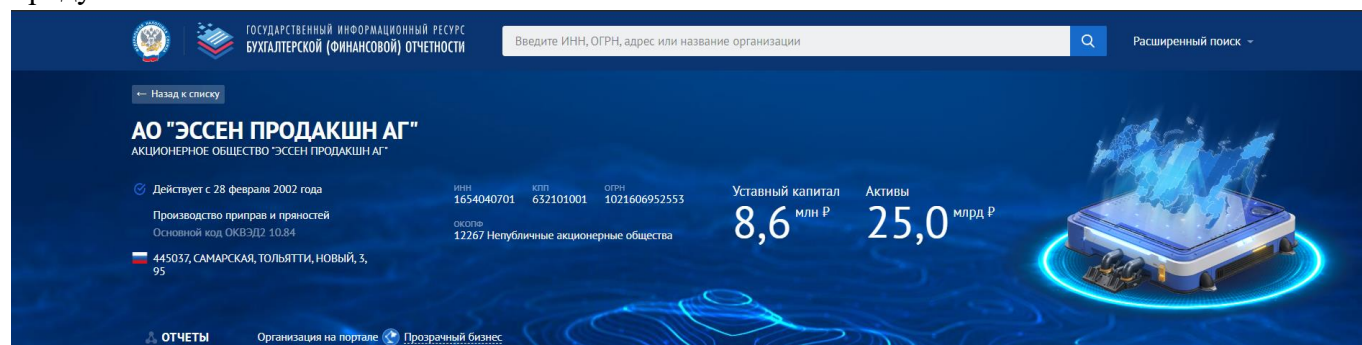 ГОСУДАРСТВЕННЫЙ ИНФОРМАЦИОННЫЙ РЕСУРС
БУХГАЛТЕРСКОЙ (ФИНАНСОВОЙ) ОТЧЕТНОСТИ
Введите ИНН, ОГРН, адрес или название организации
Расширенный поиск
← Назад к списку
АО "ЭССЕН ПРОДАКШН АГ"
АКЦИОНЕРНОЕ ОБЩЕСТВО "ЭССЕН ПРОДАКШН АГ"
Действует с 28 февраля 2002 года
Производство приправ и пряностей
Основной код ОКВЭД2 10.84
445037, САМАРСКАЯ, ТОЛЬЯТТИ, НОВЫЙ, 3,
95
ИНН КПП ОГРН
1654040701 632101001 1021606952553
ОКОПФ
12267 Непубличные акционерные общества
Уставный капитал
8,6 млн ₽
Активы
25,0 млрд ₽
ОТЧЕТЫ
Организация на портале Прозрачный бизнес